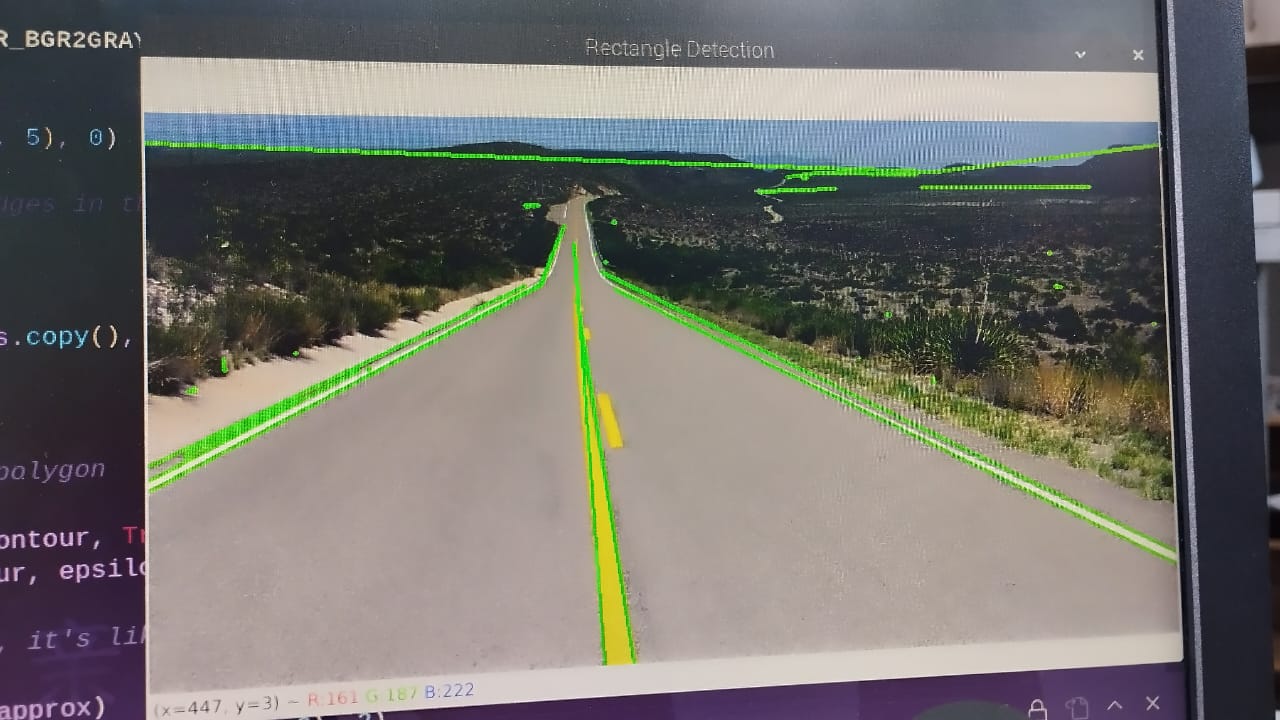 R_BGR2GRAY
Rectangle Detection
, 5), 0)
dges in th
s.copy(),
polygon
ontour, Tr
ur, epsilo
, it's lik
approx)
(x=447, y=3) ~ R:161 G:187 B:222